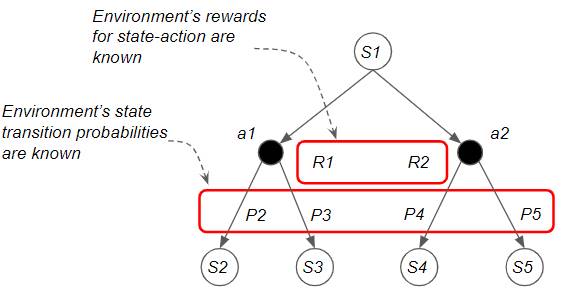 Environment's rewards
for state-action are
known
S1
Environment's state
transition probabilities
are known
a1
a2
R1 R2
P2 P3 P4 P5
S2 S3 S4 S5